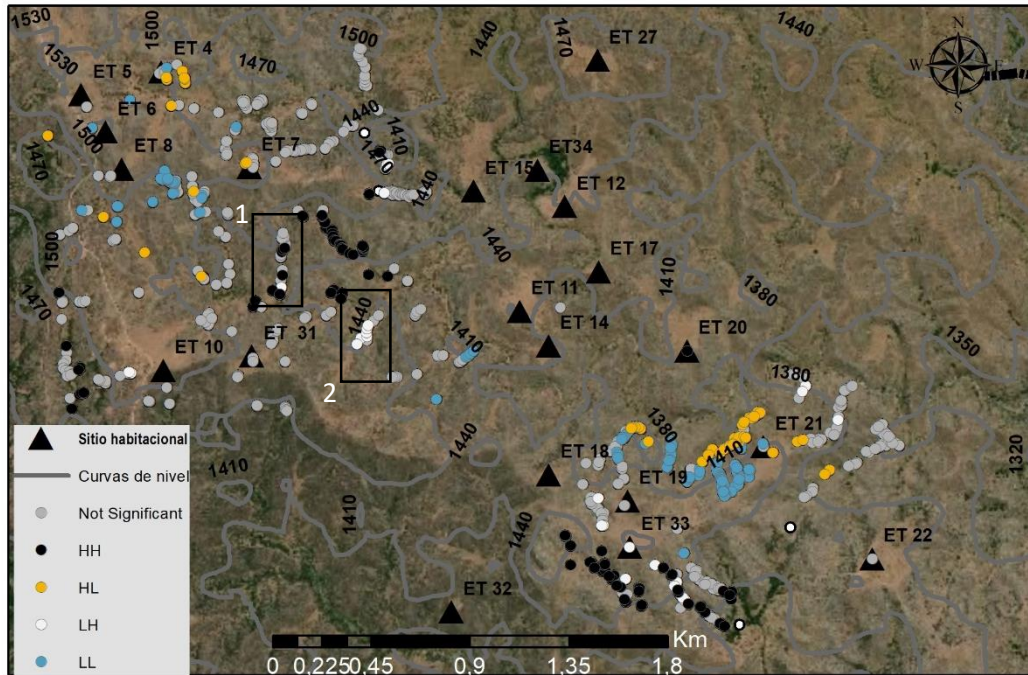 1530
1500
ET 4
1500
1440
1470
ET 27
1440
N
W
E
S
1530
ET 5
1470
ET 6
1440
1410
1500
ET 8
ET 7
1470
ET 15
ET34
1470
1440
ET 12
1
1500
1440
ET 17
1410
1380
1470
1440
ET 11
ET 14
ET 20
ET 31
1410
1350
ET 10
2
1380
1440
1380
ET 21
1410
1320
1410
ET 18
ET 19
1410
1440
ET 33
ET 22
ET 32
Sitio habitacional
Curvas de nivel
Not Significant
HH
HL
LH
LL
Km
0 0,225 0,45 0,9 1,35 1,8